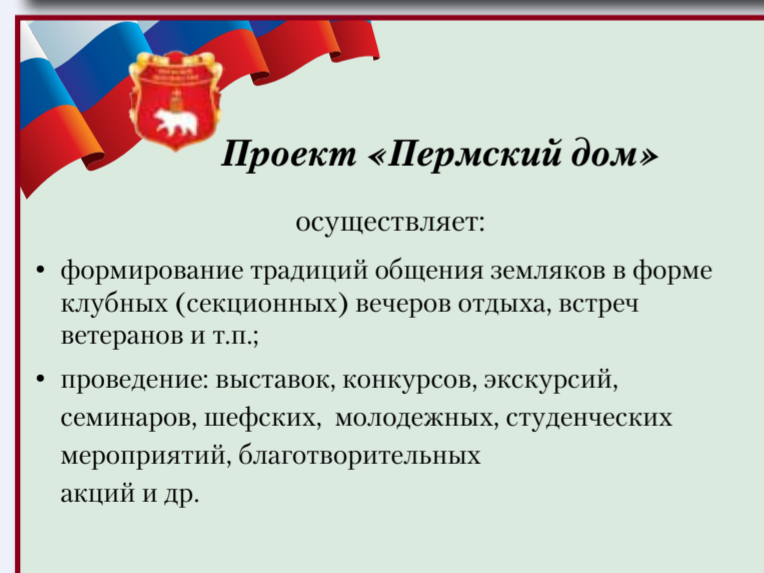 Проект «Пермский дом»
осуществляет:
• формирование традиций общения земляков в форме
клубных (секционных) вечеров отдыха, встреч
ветеранов и т.п.;
• проведение: выставок, конкурсов, экскурсий,
семинаров, шефских, молодежных, студенческих
мероприятий, благотворительных
акций и др.